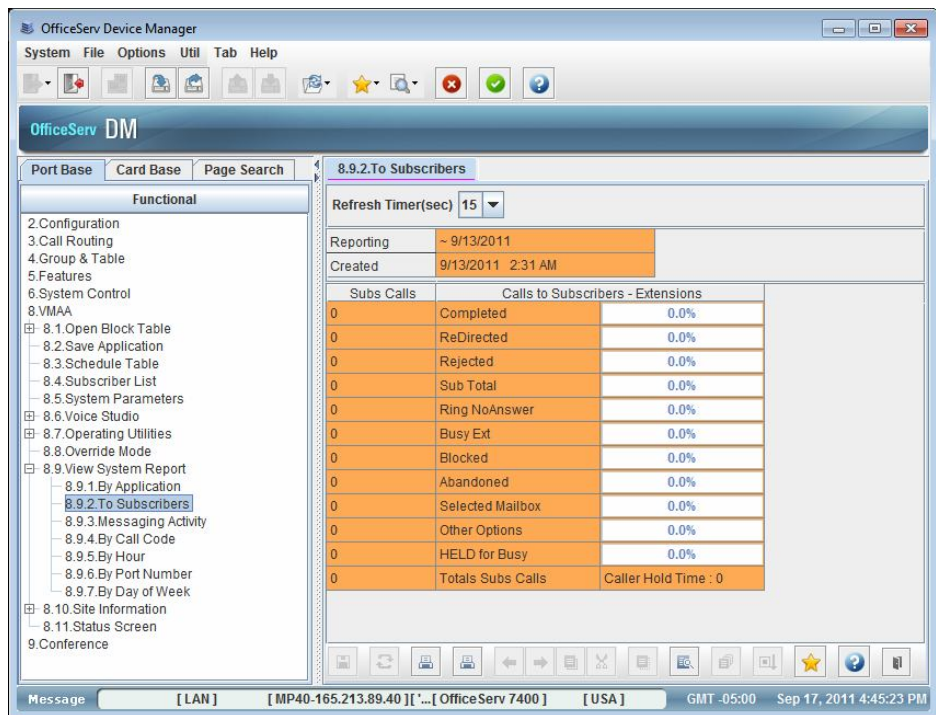 OfficeServ Device Manager
System File Options Util Tab Help
OfficeServ DM
Port Base Card Base Page Search
Functional
2.Configuration
3.Call Routing
4.Group & Table
5.Features
6.System Control
8.VMAA
8.1.Open Block Table
8.2.Save Application
8.3.Schedule Table
8.4.Subscriber List
8.5.System Parameters
8.6.Voice Studio
8.7.Operating Utilities
8.8.Override Mode
8.9.View System Report
8.9.1.By Application
8.9.2.To Subscribers
8.9.3.Messaging Activity
8.9.4.By Call Code
8.9.5.By Hour
8.9.6.By Port Number
8.9.7.By Day of Week
8.10.Site Information
8.11.Status Screen
9.Conference
8.9.2.To Subscribers
Refresh Timer(sec) 15
Reporting ~ 9/13/2011
Created 9/13/2011 2:31 AM
Subs Calls Calls to Subscribers - Extensions
0 Completed 0.0%
0 ReDirected 0.0%
0 Rejected 0.0%
0 Sub Total 0.0%
0 Ring NoAnswer 0.0%
0 Busy Ext 0.0%
0 Blocked 0.0%
0 Abandoned 0.0%
0 Selected Mailbox 0.0%
0 Other Options 0.0%
0 HELD for Busy 0.0%
0 Totals Subs Calls Caller Hold Time : 0
Message [LAN] [MP40-165.213.89.40][ '...[OfficeServ 7400] [USA] GMT -05:00 Sep 17, 2011 4:45:23 PM